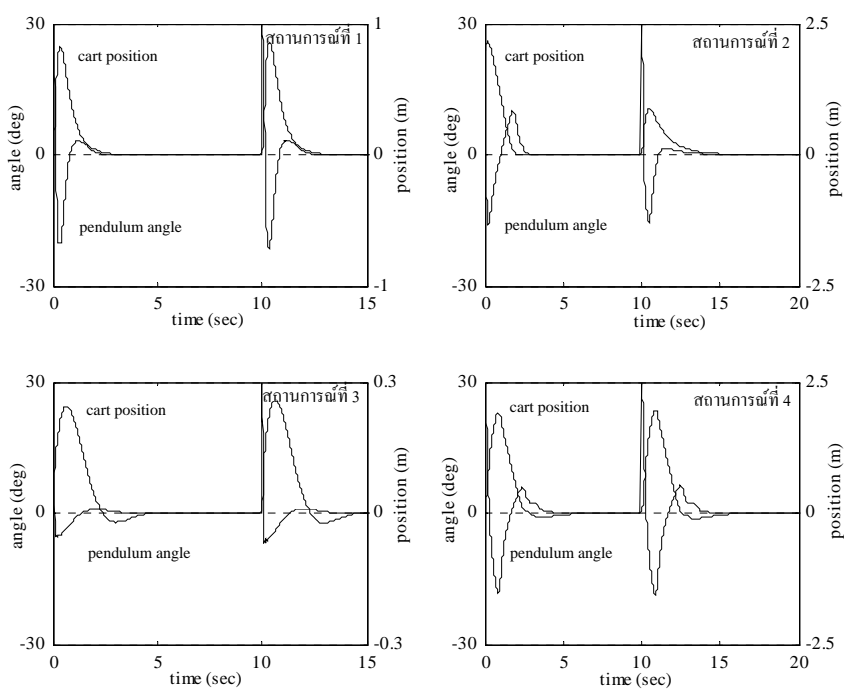 30
1
สถานการณ์ที่ 1
cart position
angle (deg)
0
0
position (m)
pendulum angle
-30
-1
0
5
10
15
time (sec)
30
2.5
สถานการณ์ที่ 2
cart position
angle (deg)
0
0
position (m)
pendulum angle
-30
-2.5
0
5
10
15
20
time (sec)
30
0.3
สถานการณ์ที่ 3
cart position
angle (deg)
0
0
position (m)
pendulum angle
-30
-0.3
0
5
10
15
time (sec)
30
2.5
สถานการณ์ที่ 4
cart position
angle (deg)
0
0
position (m)
pendulum angle
-30
-2.5
0
5
10
15
20
time (sec)